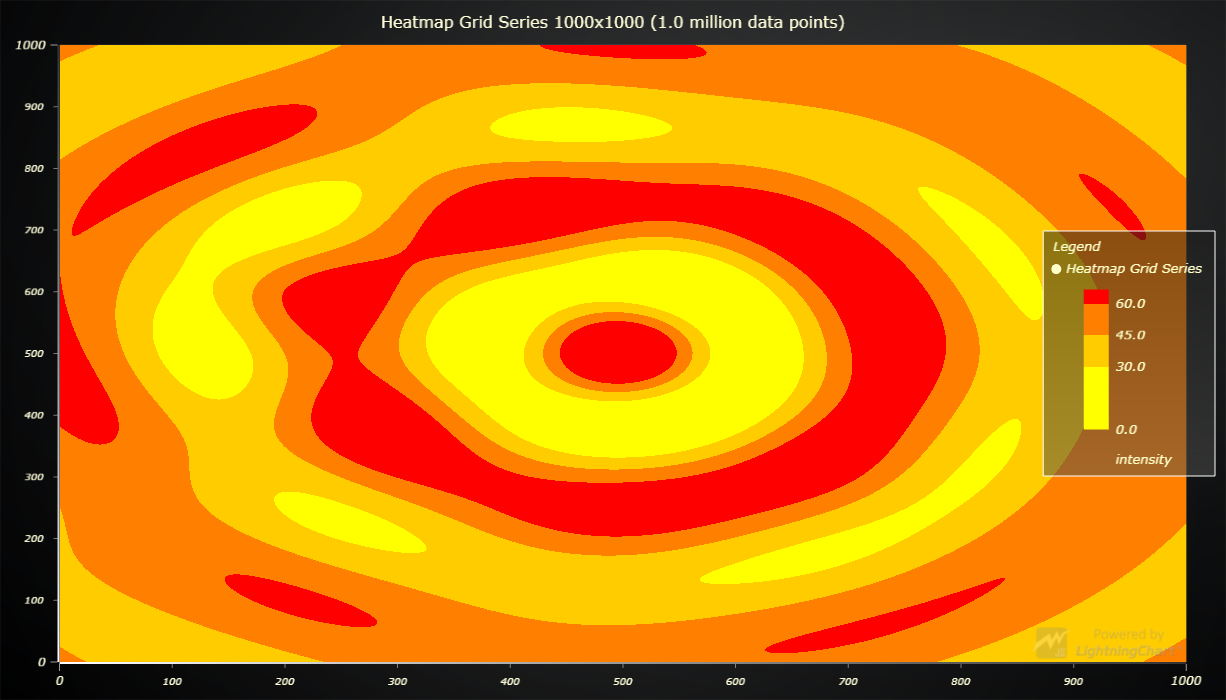 Heatmap Grid Series 1000x1000 (1.0 million data points)
1000
900
800
700
600
500
400
300
200
100
0
Legend
Heatmap Grid Series
60.0
45.0
30.0
0.0
intensity
Powered by
LightningChart
0 100 200 300 400 500 600 700 800 900 1000